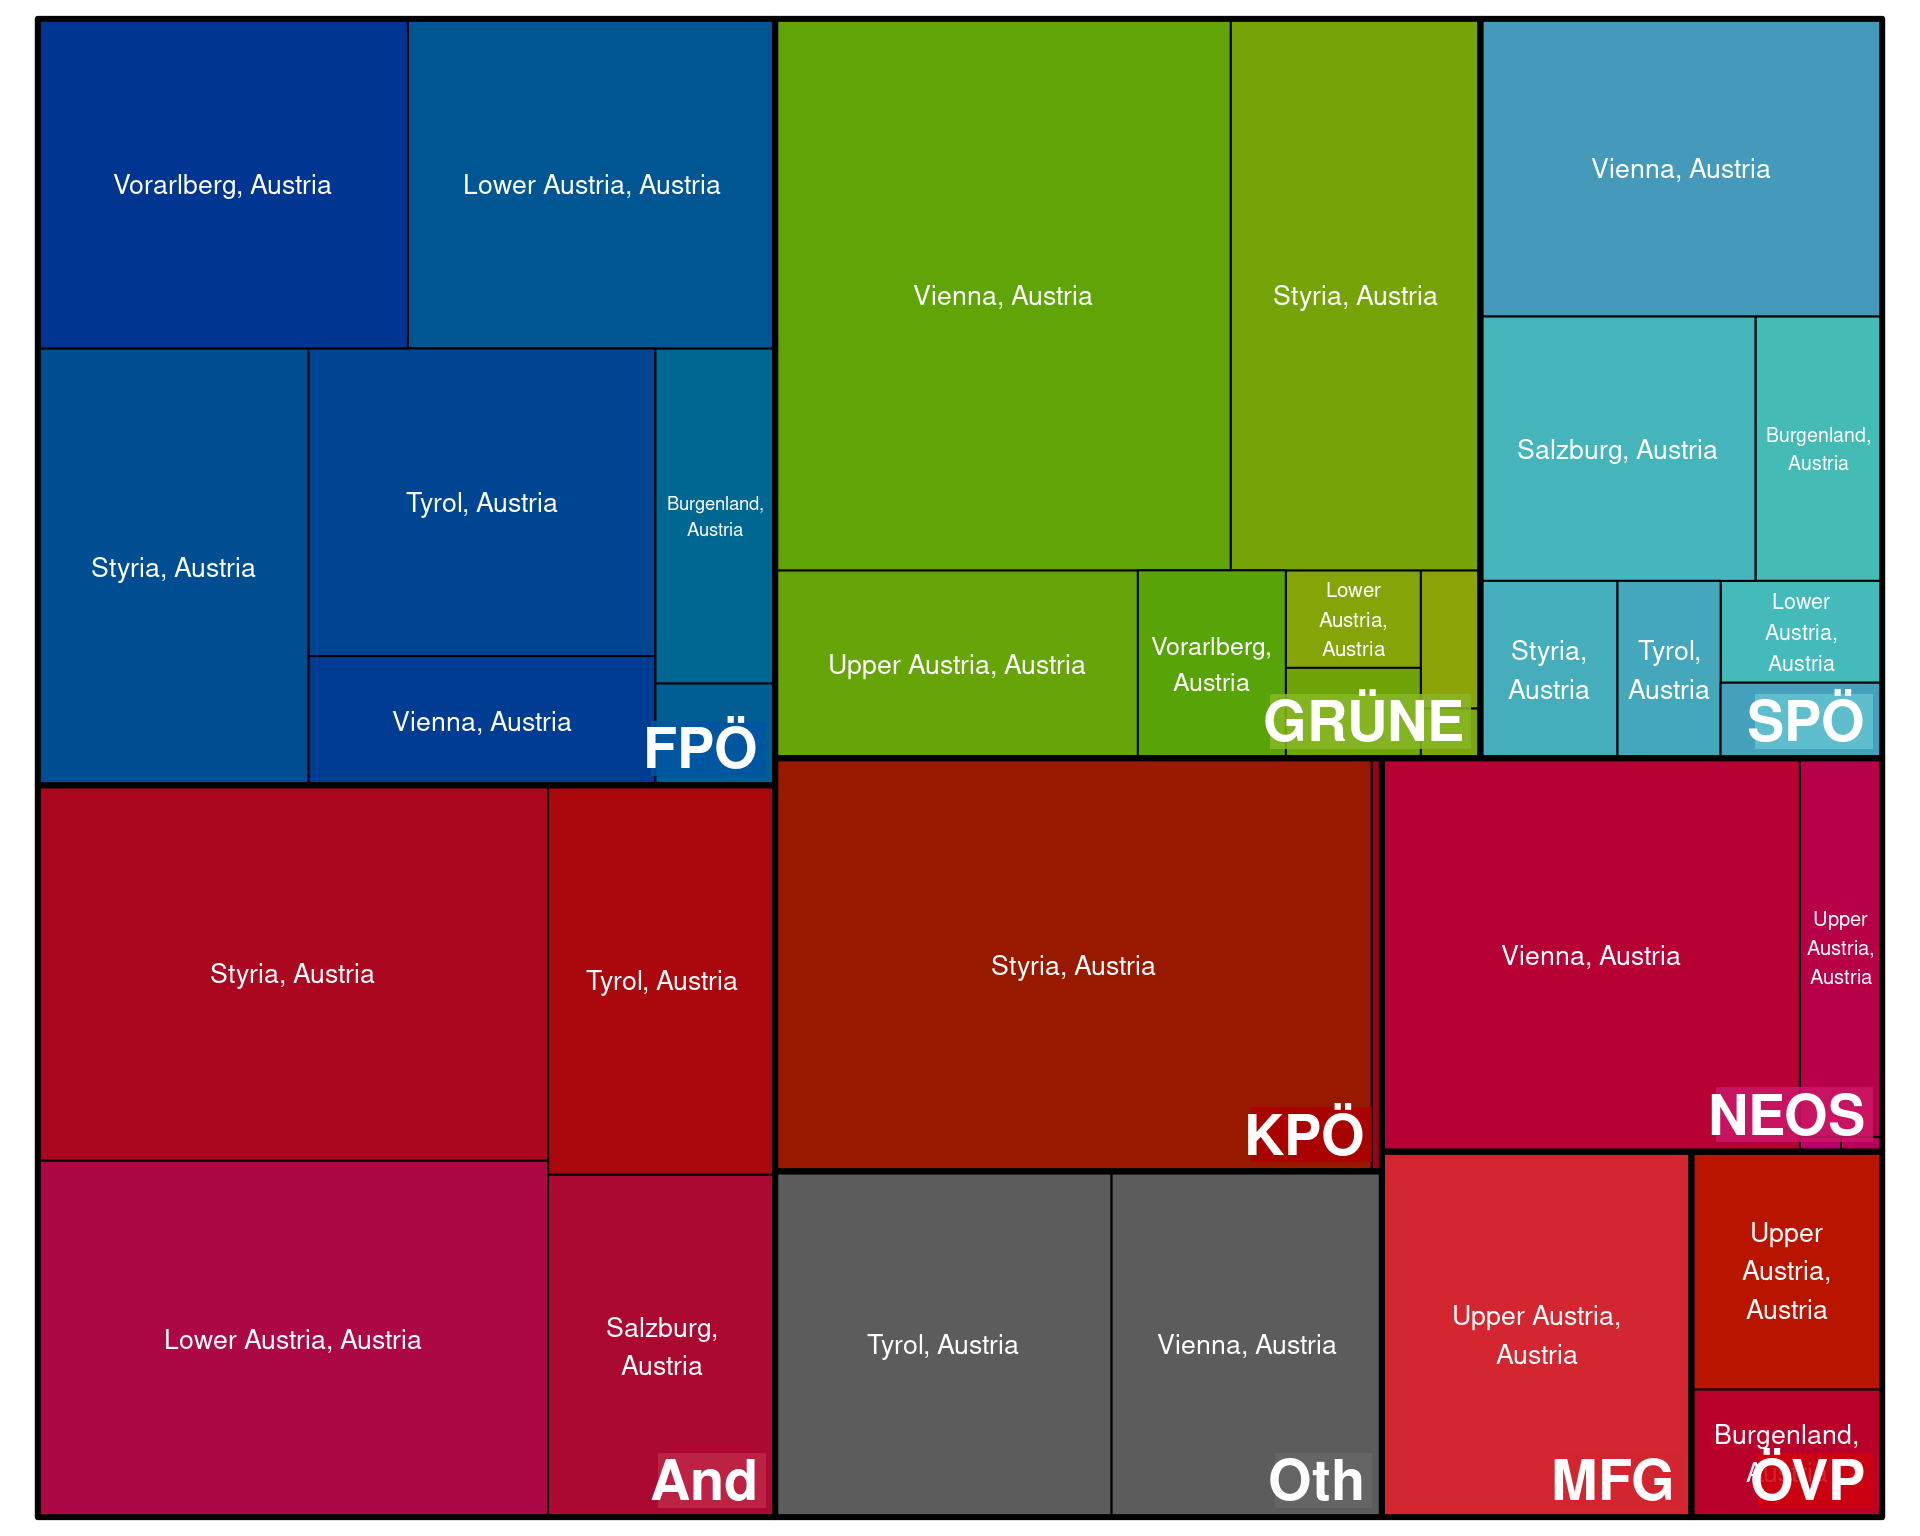 Vorarlberg, Austria
Lower Austria, Austria
Styria, Austria
Tyrol, Austria
Burgenland,
Austria
Vienna, Austria
FPÖ
Vienna, Austria
Styria, Austria
Upper Austria, Austria
Vorarlberg,
Austria
Lower
Austria,
Austria
GRÜNE
Vienna, Austria
Salzburg, Austria
Burgenland,
Austria
Styria,
Austria
Tyrol,
Austria
Lower
Austria,
Austria
SPÖ
Styria, Austria
Tyrol, Austria
Lower Austria, Austria
Salzburg,
Austria
And
Styria, Austria
KPÖ
Vienna, Austria
Upper
Austria,
Austria
NEOS
Tyrol, Austria
Vienna, Austria
Oth
Upper Austria,
Austria
MFG
Upper
Austria,
Austria
Burgenland,
ÖVP